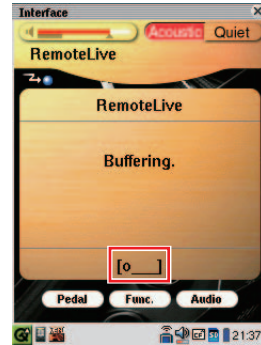 Interface
Acoustic Quiet
RemoteLive
RemoteLive
Buffering.
[o___]
Pedal Func. Audio
21:37